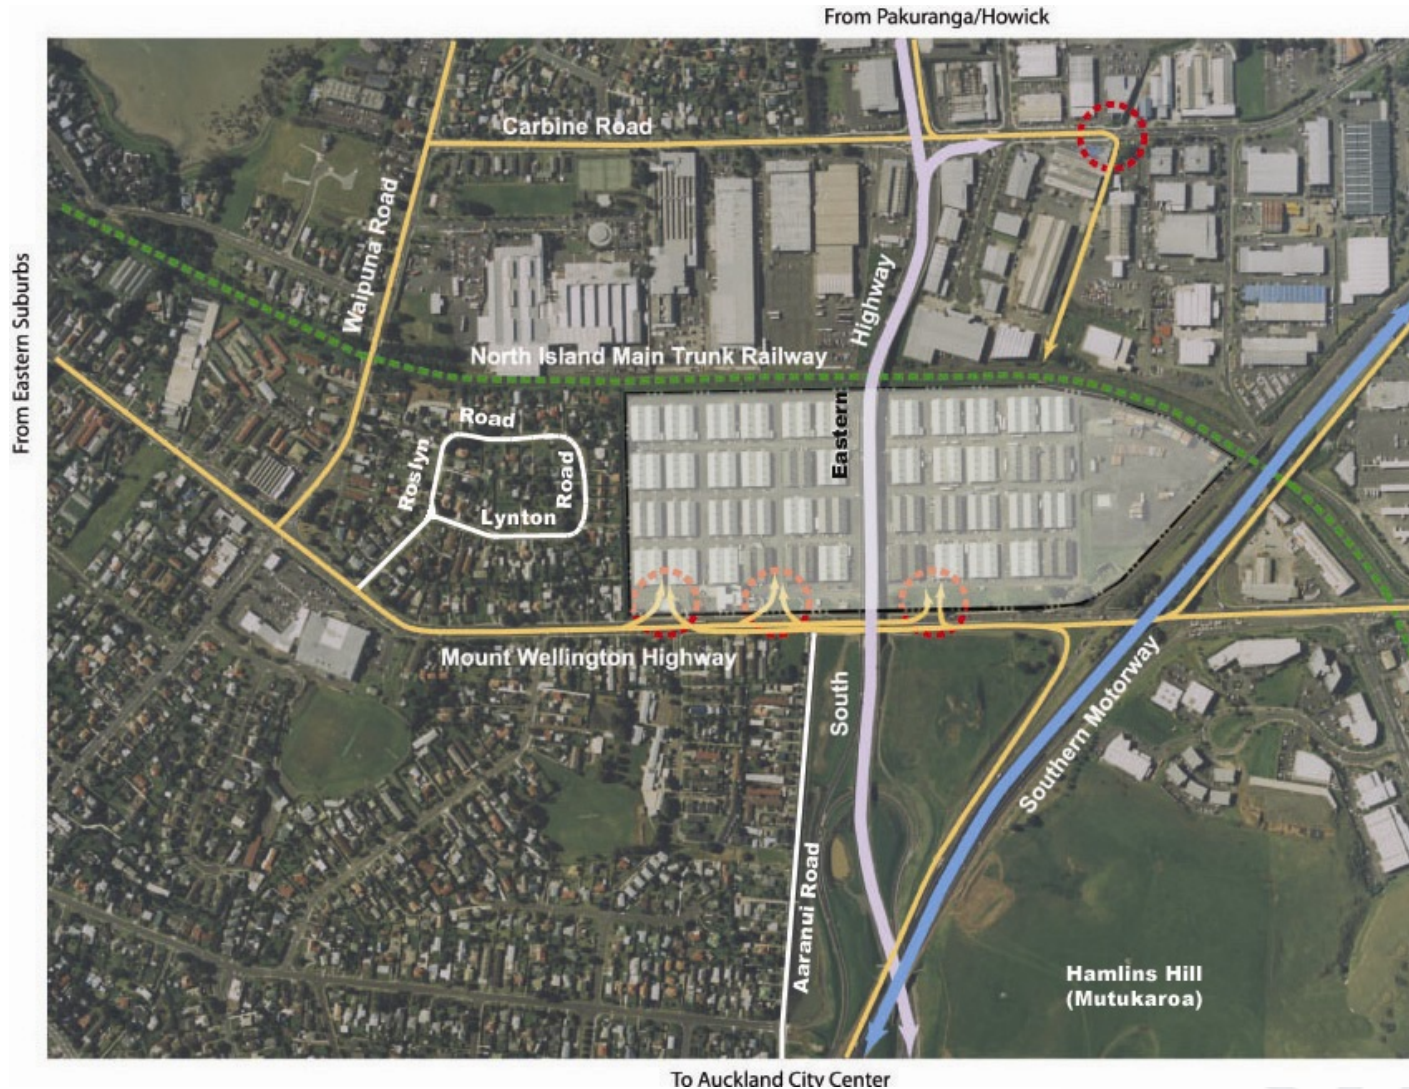 From Pakuranga/Howick
Carbine Road
Waipuna Road
From Eastern Suburbs
Highway
North Island Main Trunk Railway
Eastern
Road
Roslyn
Road
Lynton
Mount Wellington Highway
South
Southern Motorway
Aaranui Road
Hamlins Hill
(Mutukaroa)
To Auckland City Center